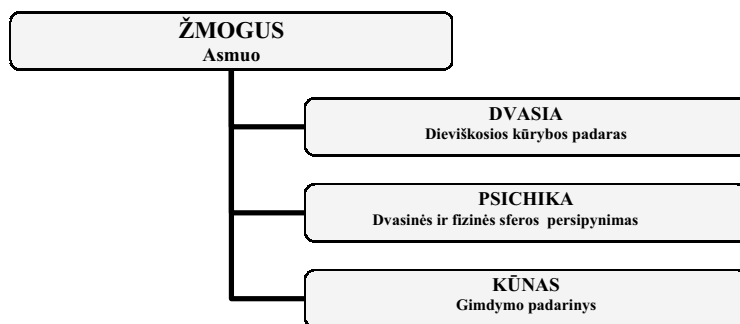 ŽMOGUS
Asmuo
DVASIA
Dieviškosios kūrybos padaras
PSICHIKA
Dvasinės ir fizinės sferos persipynimas
KŪNAS
Gimdymo padarinys